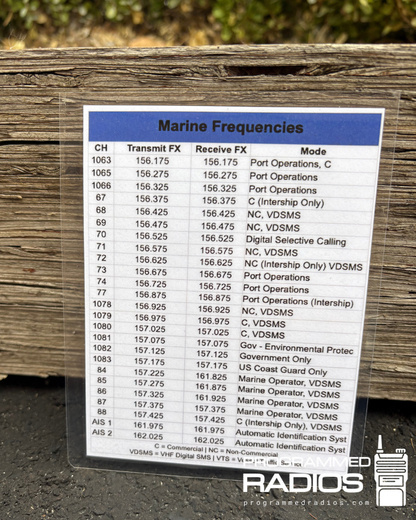 Marine Frequencies
CH Transmit FX Receive FX Mode
1063 156.175 156.175 Port Operations, C
1065 156.275 156.275 Port Operations
1066 156.325 156.325 Port Operations
67 156.375 156.375 C (Intership Only)
68 156.425 156.425 NC, VDSMS
69 156.475 156.475 NC, VDSMS
70 156.525 156.525 Digital Selective Calling
71 156.575 156.575 NC, VDSMS
72 156.625 156.625 NC (Intership Only) VDSMS
73 156.675 156.675 Port Operations
74 156.725 156.725 Port Operations
77 156.875 156.875 Port Operations (Intership)
1078 156.925 156.925 NC, VDSMS
1079 156.975 156.975 C, VDSMS
1080 157.025 157.025 C, VDSMS
1081 157.075 157.075 Gov - Environmental Protec
1082 157.125 157.125 Government Only
1083 157.175 157.175 US Coast Guard Only
84 157.225 161.825 Marine Operator, VDSMS
85 157.275 161.875 Marine Operator, VDSMS
86 157.325 161.925 Marine Operator, VDSMS
87 157.375 157.375 Marine Operator, VDSMS
88 157.425 157.425 C (Intership Only), VDSMS
AIS 1 161.975 161.975 Automatic Identification Syst
AIS 2 162.025 162.025 Automatic Identification Syst
C = Commercial | NC = Non-Commercial
VDSMS = VHF Digital SMS | VTS =
PROGRAMMED
RADIOS
programmedradios.com